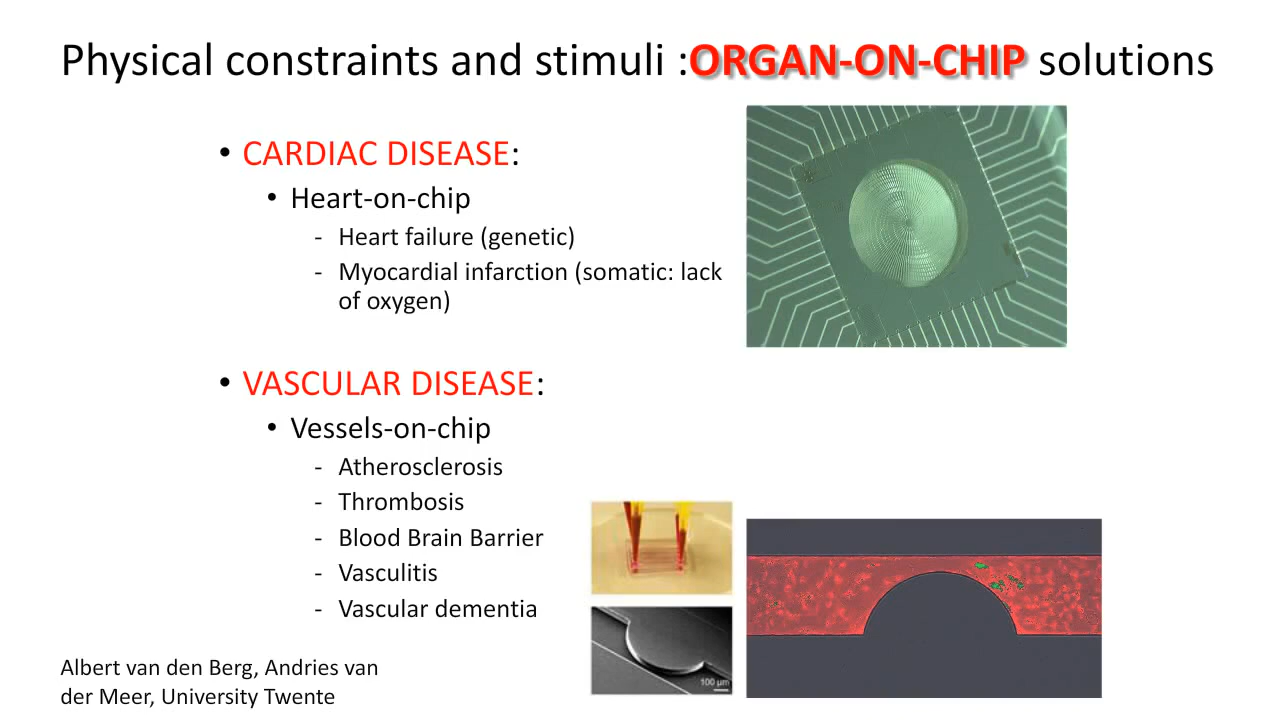 Physical constraints and stimuli :ORGAN-ON-CHIP solutions
• CARDIAC DISEASE:
• Heart-on-chip
- Heart failure (genetic)
- Myocardial infarction (somatic: lack
of oxygen)
• VASCULAR DISEASE:
• Vessels-on-chip
- Atherosclerosis
- Thrombosis
- Blood Brain Barrier
- Vasculitis
- Vascular dementia
100 µm
Albert van den Berg, Andries van
der Meer, University Twente